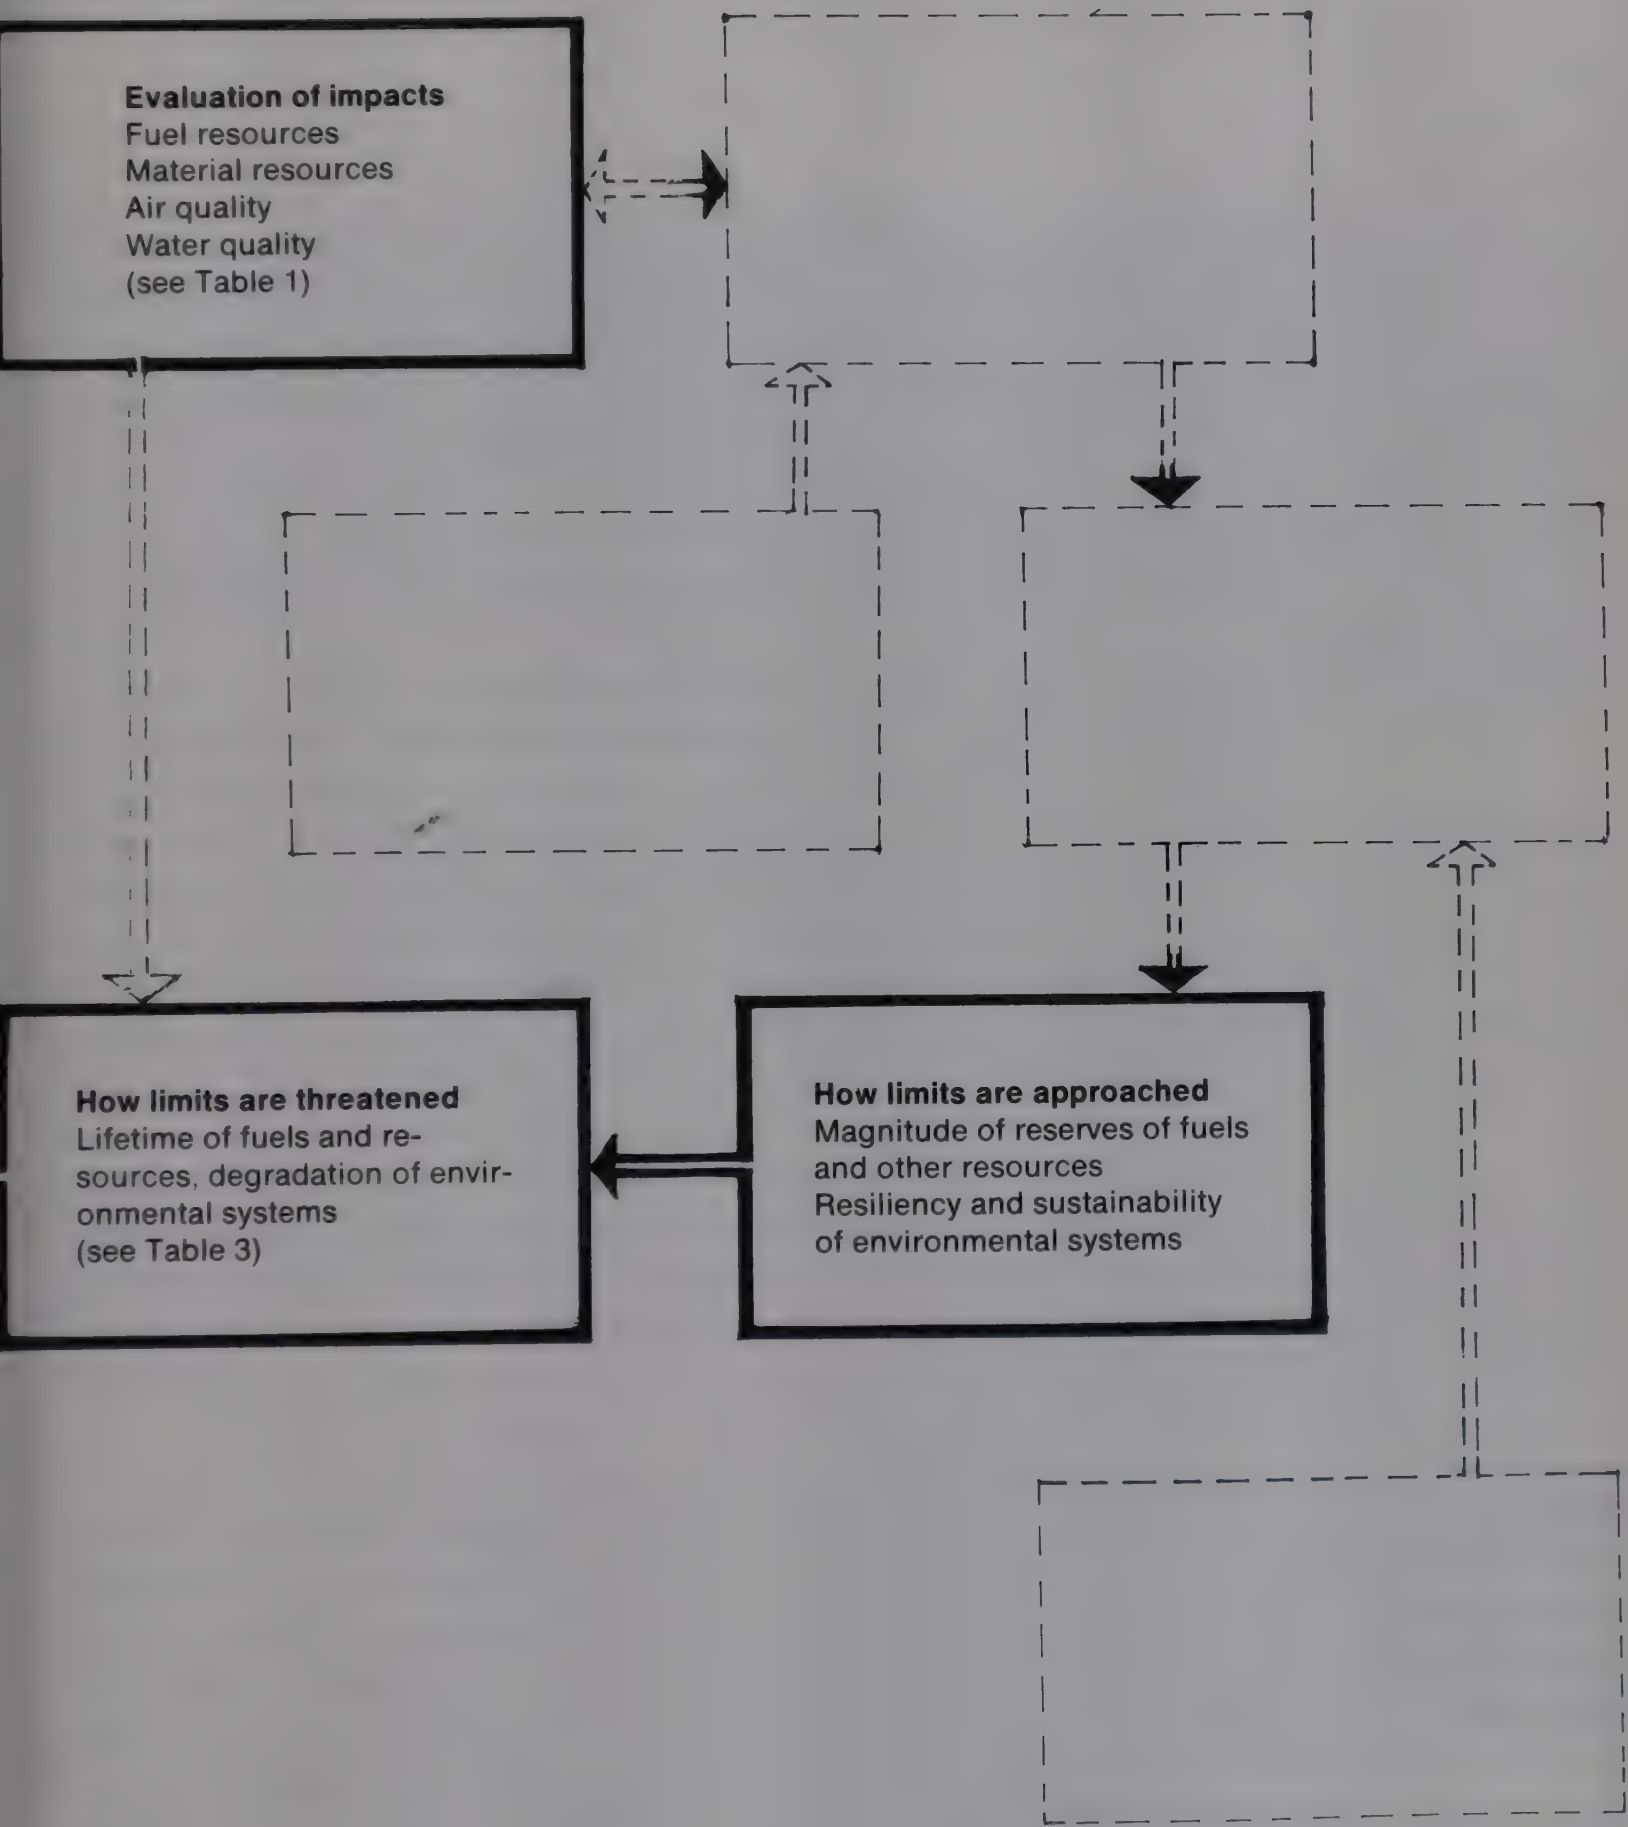 Evaluation of impacts
Fuel resources
Material resources
Air quality
Water quality
(see Table 1)
How limits are threatened
Lifetime of fuels and re-
sources, degradation of envir-
onmental systems
(see Table 3)
How limits are approached
Magnitude of reserves of fuels
and other resources
Resiliency and sustainability
of environmental systems